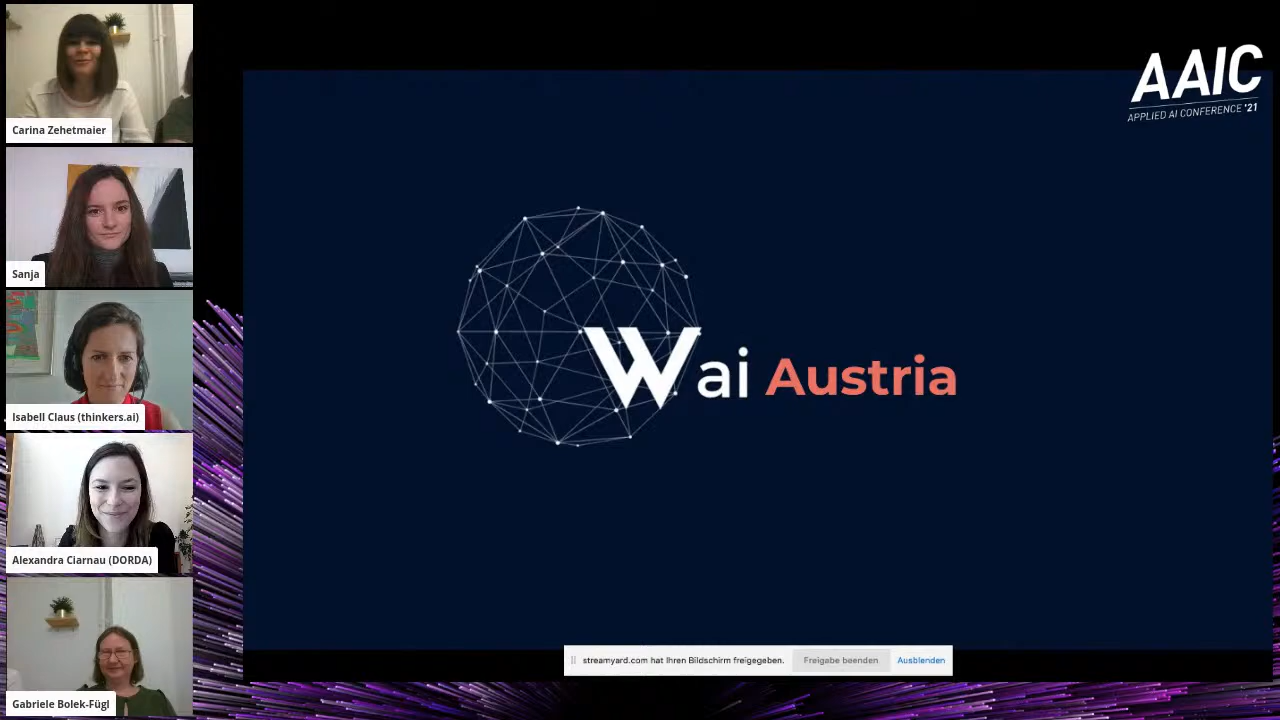 Carina Zehetmaier
Sanja
Isabell Claus (thinkers.ai)
Alexandra Ciarnau (DORDA)
Gabriele Bolek-Fügl
AAIC
APPLIED AI CONFERENCE '21
Wai Austria
streamyard.com hat Ihren Bildschirm freigegeben. Freigabe beenden Ausblenden